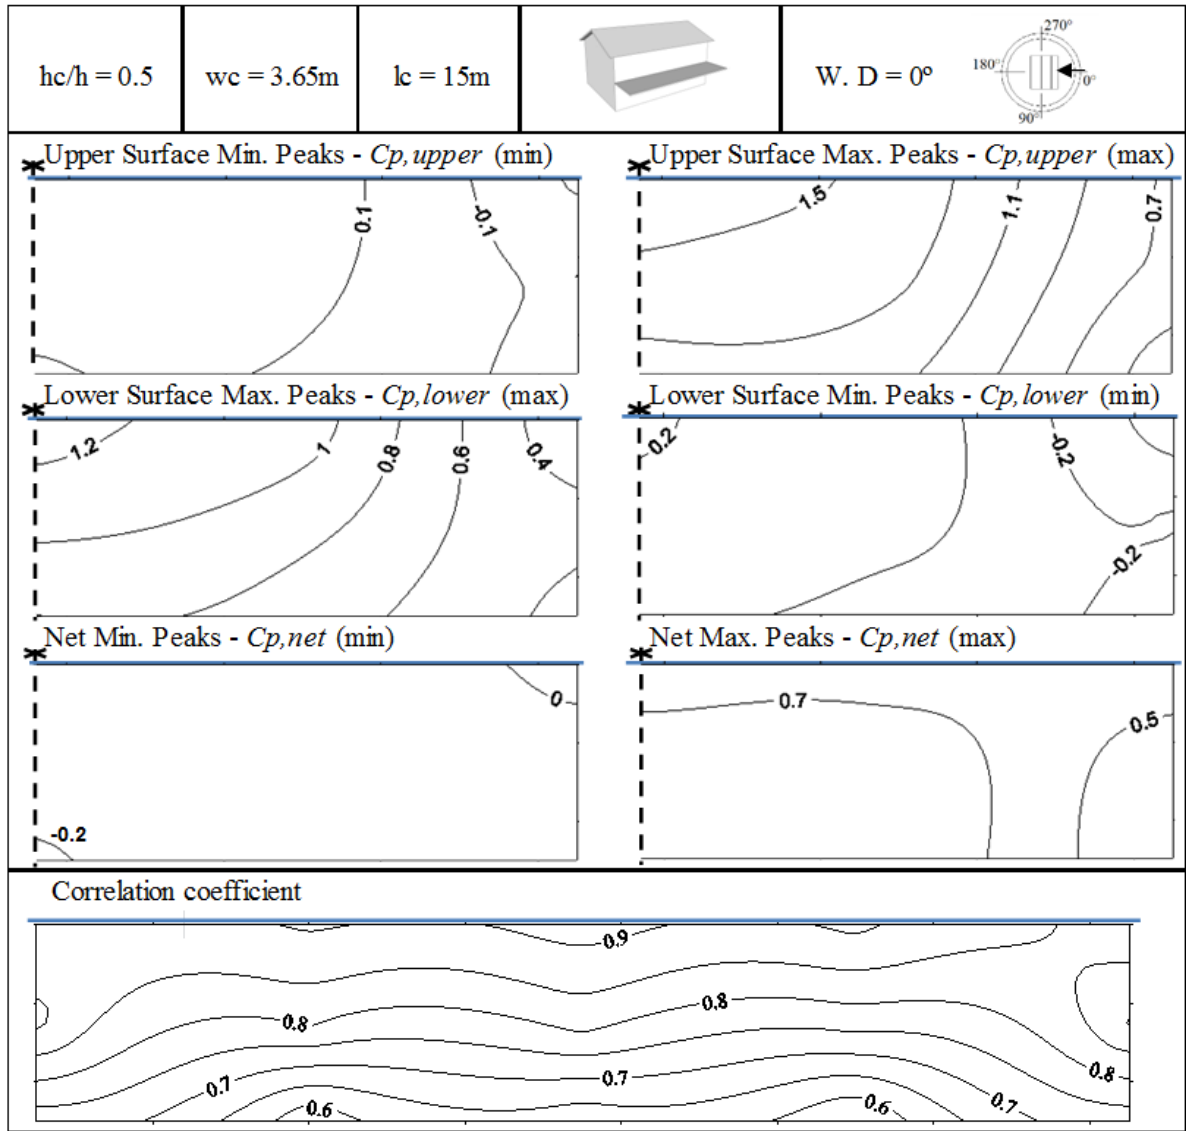 hc/h = 0.5 wc = 3.65m lc = 15m W. D = 0º
270°
180° 0°
90°
Upper Surface Min. Peaks - Cp,upper (min)
0.1 -0.1
Upper Surface Max. Peaks - Cp,upper (max)
1.5 1.1 0.7
Lower Surface Max. Peaks - Cp,lower (max)
1.2 1 0.8 0.6 0.4
Lower Surface Min. Peaks - Cp,lower (min)
0.2 -0.2
-0.2
Net Min. Peaks - Cp,net (min)
0
-0.2
Net Max. Peaks - Cp,net (max)
0.7 0.5
Correlation coefficient
0.9
0.8 0.8
0.7 0.7 0.8
0.6 0.6 0.7